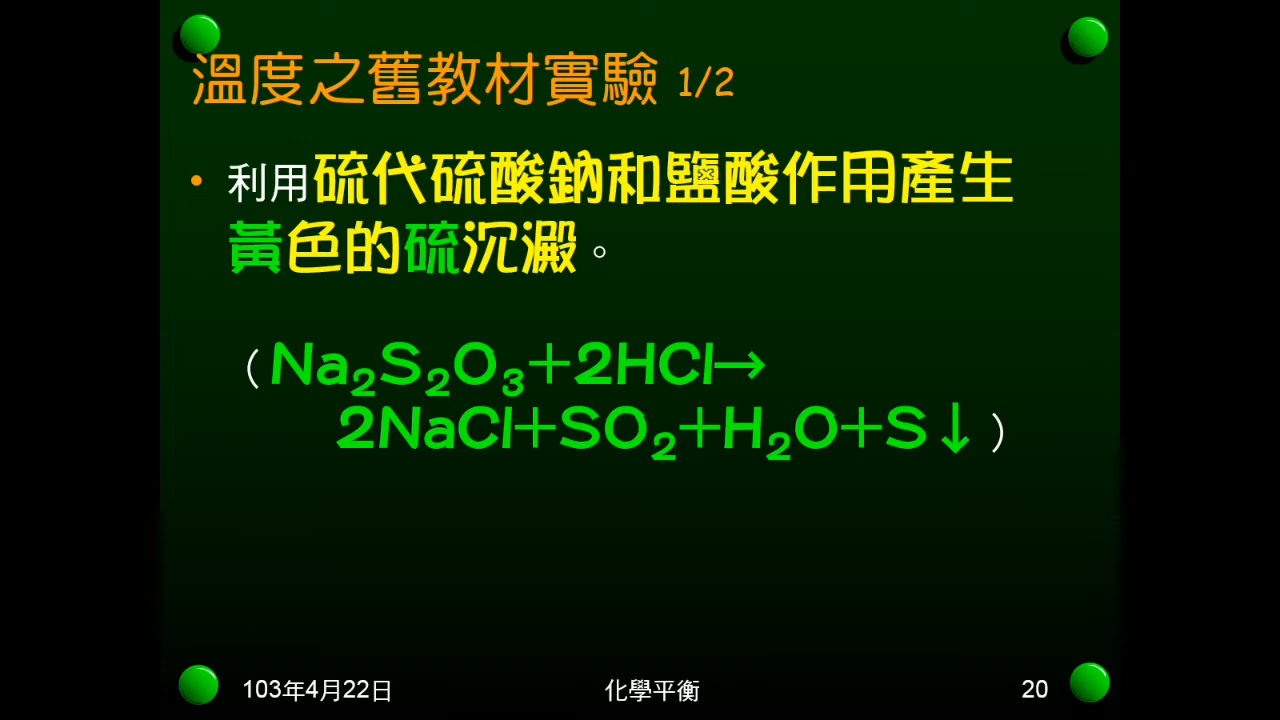 溫度之舊教材實驗 1/2
• 利用硫代硫酸鈉和鹽酸作用產生
黃色的硫沉澱。
(Na₂S₂O₃+2HCl→
2NaCl+SO₂+H₂O+S↓)
103年4月22日 化學平衡 20